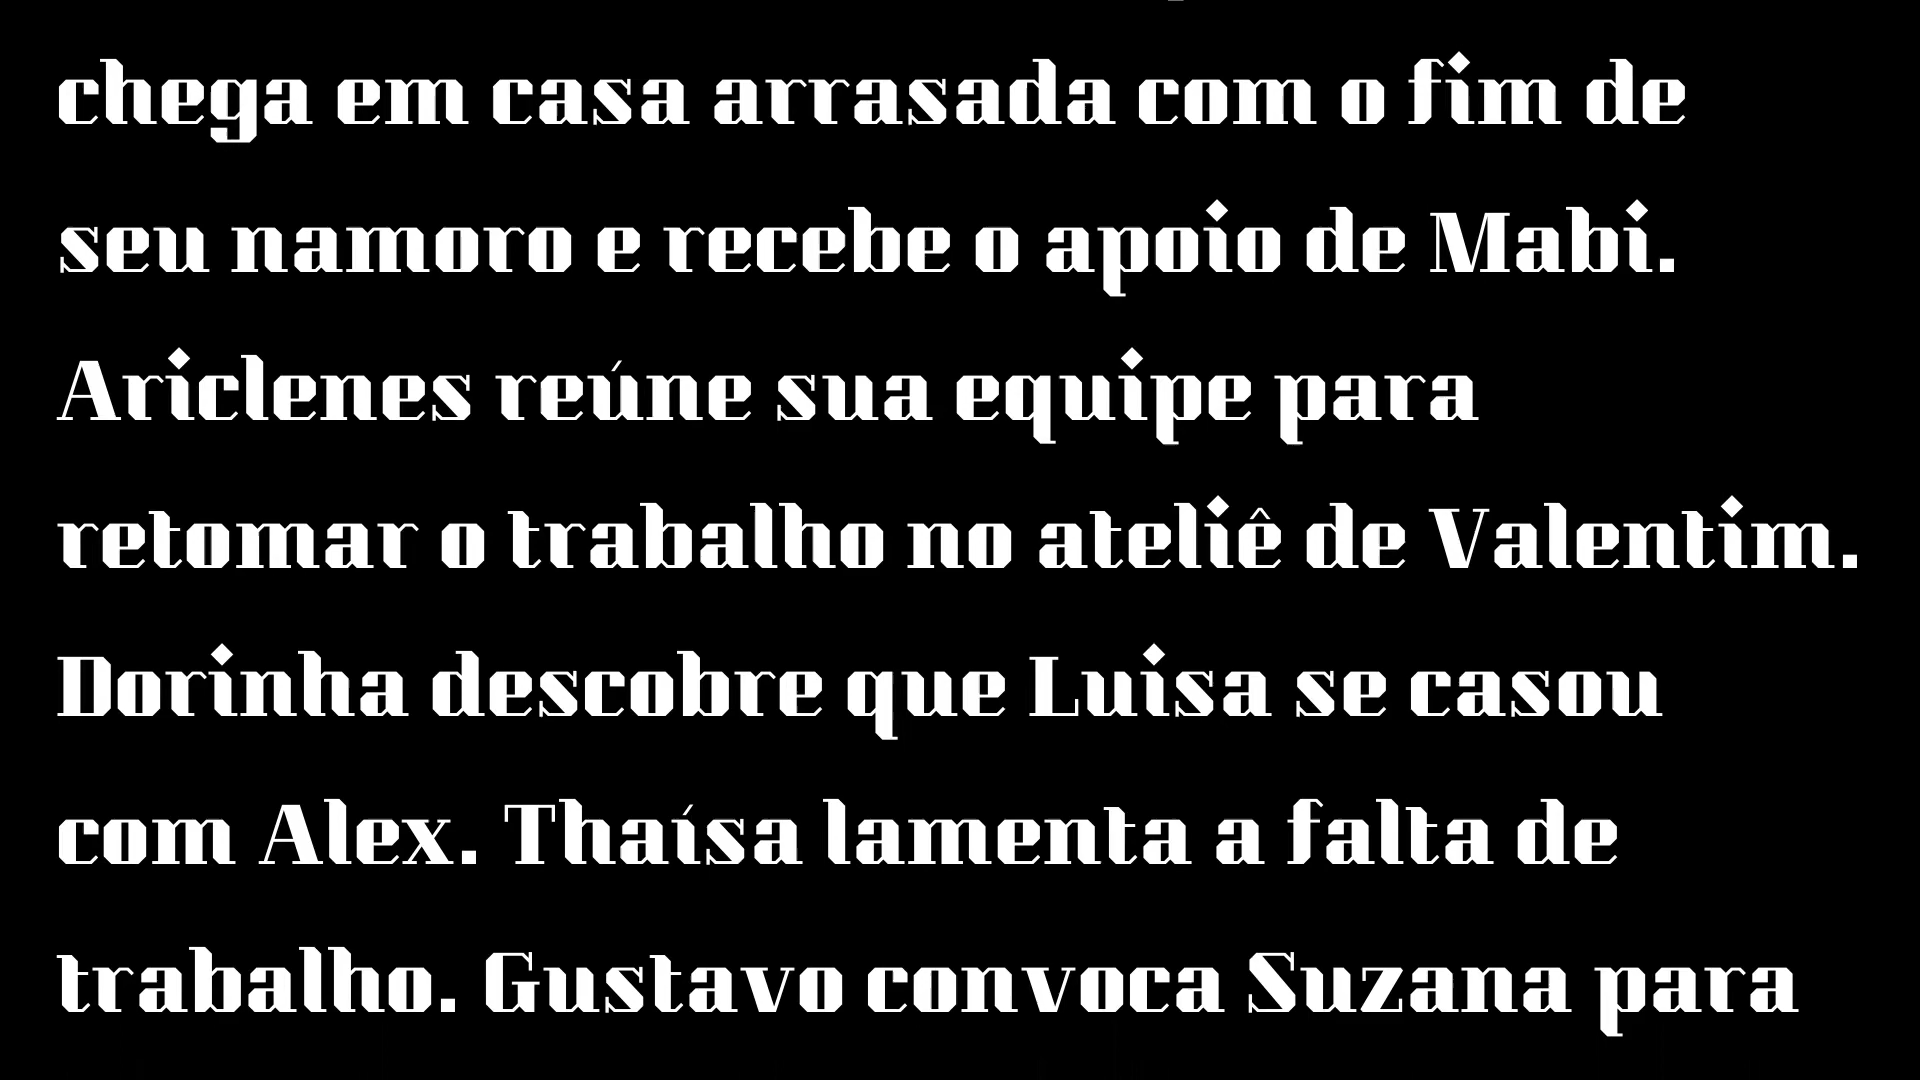 chega em casa arrasada com o fim de
seu namoro e recebe o apoio de Mabi.
Ariclenes reúne sua equipe para
retomar o trabalho no ateliê de Valentim.
Dorinha descobre que Luisa se casou
com Alex. Thaísa lamenta a falta de
trabalho. Gustavo convoca Suzana para